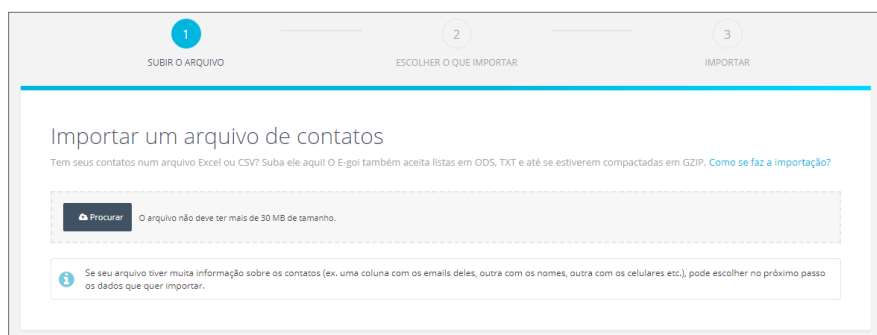 1 2 3
SUBIR O ARQUIVO ESCOLHER O QUE IMPORTAR IMPORTAR
Importar um arquivo de contatos
Tem seus contatos num arquivo Excel ou CSV? Suba ele aqui! O E-goi também aceita listas em ODS, TXT e até se estiverem compactadas em GZIP. Como se faz a importação?
Procurar O arquivo não deve ter mais de 30 MB de tamanho.
Se seu arquivo tiver muita informação sobre os contatos (ex. uma coluna com os emails deles, outra com os nomes, outra com os celulares etc.), pode escolher no próximo passo
os dados que quer importar.